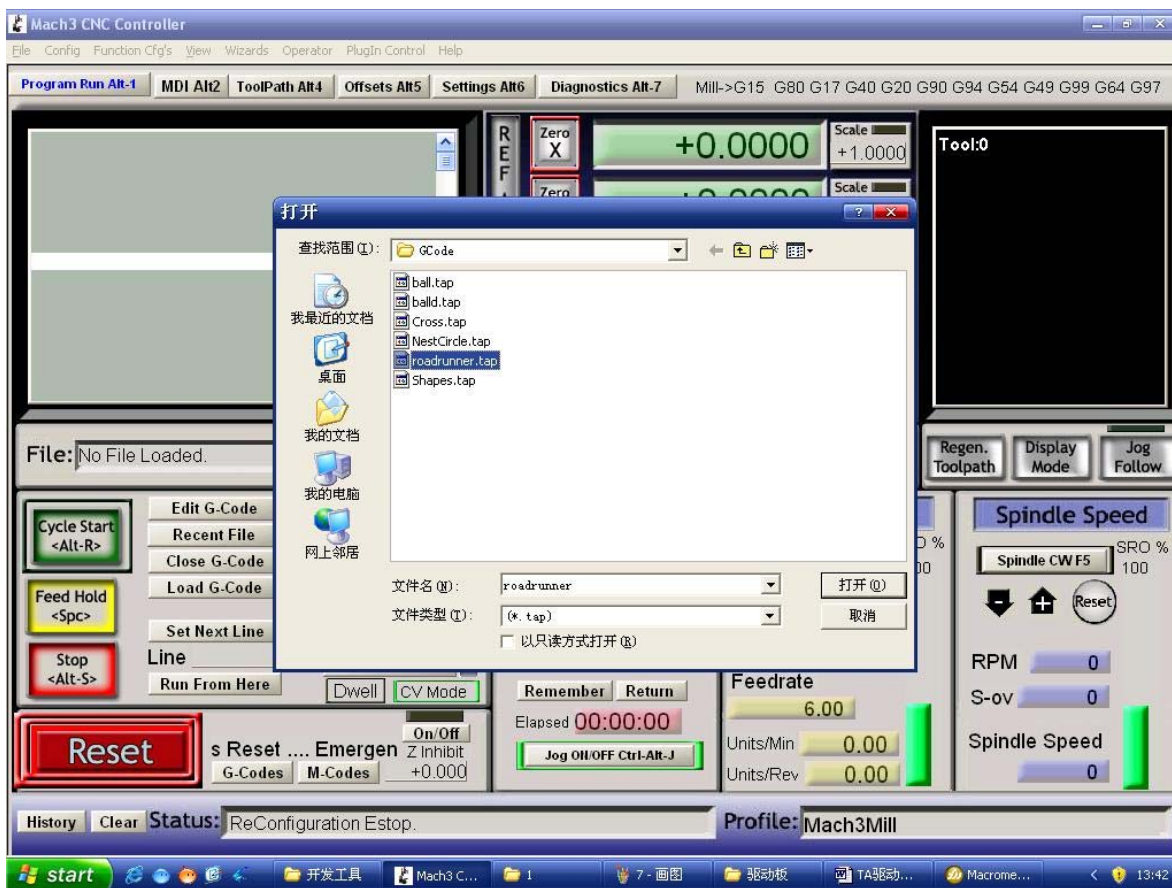 Mach3 CNC Controller
File Config Function Cfg's View Wizards Operator PlugIn Control Help
Program Run Alt-1 MDI Alt2 ToolPath Alt4 Offsets Alt5 Settings Alt6 Diagnostics Alt-7 Mill->G15 G80 G17 G40 G20 G90 G94 G54 G49 G99 G64 G97
REF
Zero X
+0.0000
Scale
+1.0000
Zero
Scale
Tool:0
打开
查找范围(I): GCode
我最近的文档
桌面
我的文档
我的电脑
网上邻居
ball.tap
balld.tap
Cross.tap
NestCircle.tap
roadrunner.tap
Shapes.tap
文件名(N): roadrunner 打开(O)
文件类型(T): (*.tap) 取消
以只读方式打开(R)
File: No File Loaded.
Regen. Toolpath
Display Mode
Jog Follow
Cycle Start <Alt-R>
Feed Hold <Spc>
Stop <Alt-S>
Edit G-Code
Recent File
Close G-Code
Load G-Code
Set Next Line
Line
Run From Here
Dwell CV Mode
Reset
s Reset .... Emergen
G-Codes M-Codes
On/Off
Z Inhibit
+0.000
Remember Return
Elapsed 00:00:00
Jog ON/OFF Ctrl-Alt-J
Feedrate
6.00
Units/Min 0.00
Units/Rev 0.00
Spindle Speed
Spindle CW F5
SRO %
100
Reset
RPM 0
S-ov 0
Spindle Speed
0
History Clear Status: ReConfiguration Estop. Profile: Mach3Mill
start 开发工具 Mach3 C... 1 7 - 画图 驱动板 TA驱动... Macrome... 13:42